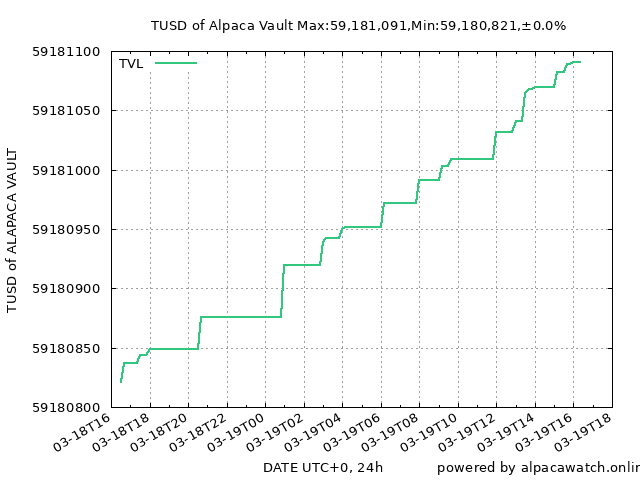 TUSD of Alpaca Vault Max:59,181,091,Min:59,180,821,±0.0%
TVL
TUSD of ALAPACA VAULT
59181100
59181050
59181000
59180950
59180900
59180850
59180800
03-18T16
03-18T18
03-18T20
03-18T22
03-19T00
03-19T02
03-19T04
03-19T06
03-19T08
03-19T10
03-19T12
03-19T14
03-19T16
03-19T18
DATE UTC+0, 24h
powered by alpacawatch.onlin